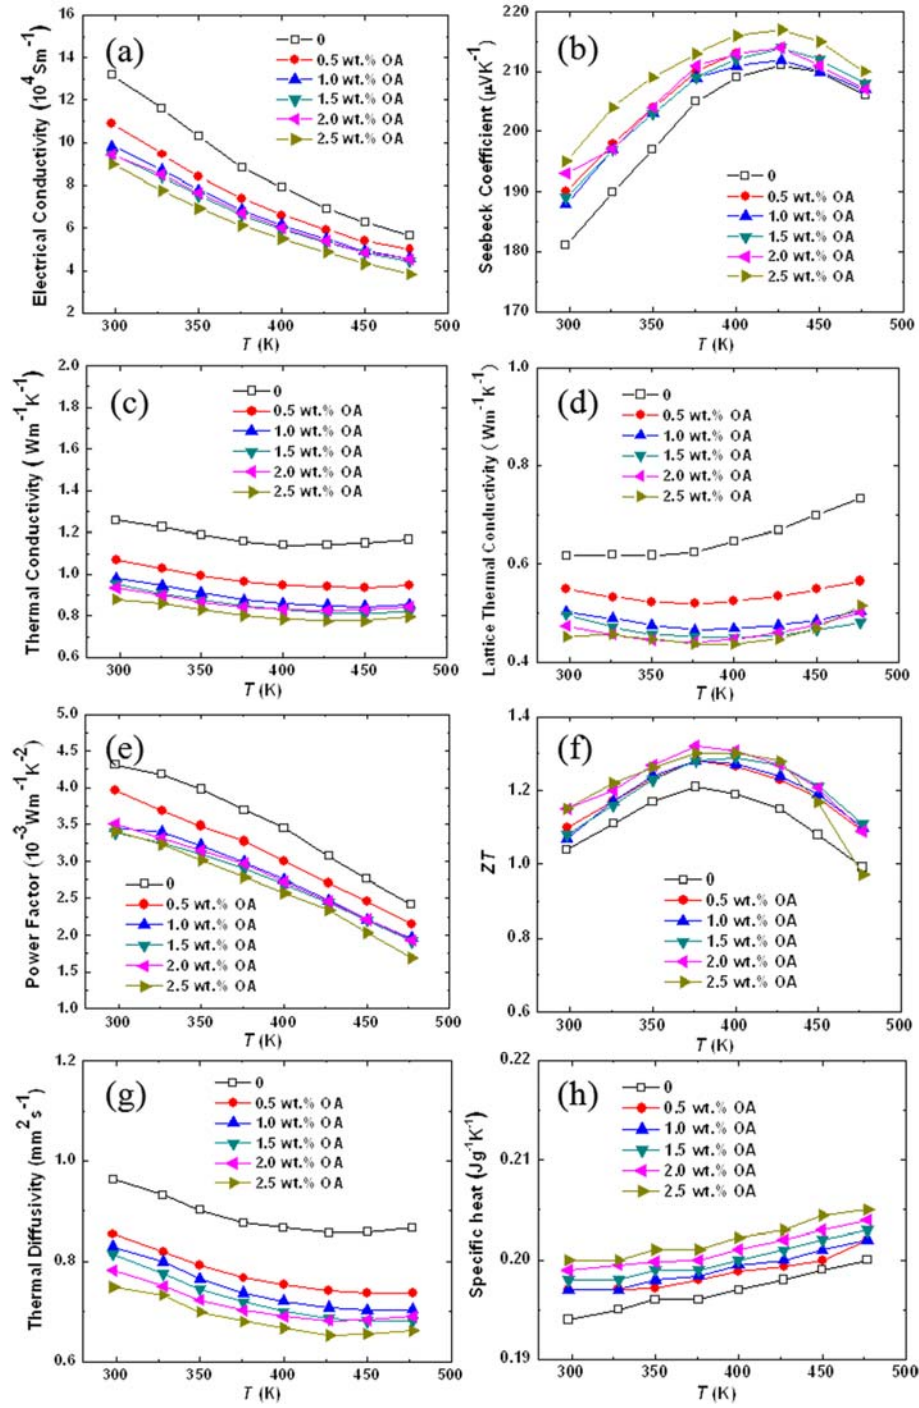 (a)
Electrical Conductivity (10⁴Sm⁻¹)
16
14
12
10
8
6
4
2
0
0.5 wt.% OA
1.0 wt.% OA
1.5 wt.% OA
2.0 wt.% OA
2.5 wt.% OA
300 350 400 450 500
T (K)
(b)
Seebeck Coefficient (μVK⁻¹)
220
210
200
190
180
170
0
0.5 wt.% OA
1.0 wt.% OA
1.5 wt.% OA
2.0 wt.% OA
2.5 wt.% OA
300 350 400 450 500
T (K)
(c)
Thermal Conductivity ( Wm⁻¹K⁻¹)
2.0
1.8
1.6
1.4
1.2
1.0
0.8
0.6
0
0.5 wt.% OA
1.0 wt.% OA
1.5 wt.% OA
2.0 wt.% OA
2.5 wt.% OA
300 350 400 450 500
T (K)
(d)
Lattice Thermal Conductivity ( Wm⁻¹K⁻¹)
1.0
0.8
0.6
0.4
0
0.5 wt.% OA
1.0 wt.% OA
1.5 wt.% OA
2.0 wt.% OA
2.5 wt.% OA
300 350 400 450 500
T (K)
(e)
Power Factor (10⁻³Wm⁻¹K⁻²)
5.0
4.5
4.0
3.5
3.0
2.5
2.0
1.5
1.0
0
0.5 wt.% OA
1.0 wt.% OA
1.5 wt.% OA
2.0 wt.% OA
2.5 wt.% OA
300 350 400 450 500
T (K)
(f)
ZT
1.4
1.2
1.0
0.8
0.6
0
0.5 wt.% OA
1.0 wt.% OA
1.5 wt.% OA
2.0 wt.% OA
2.5 wt.% OA
300 350 400 450 500
T (K)
(g)
Thermal Diffusivity (mm²s⁻¹)
1.2
1.0
0.8
0.6
0
0.5 wt.% OA
1.0 wt.% OA
1.5 wt.% OA
2.0 wt.% OA
2.5 wt.% OA
300 350 400 450 500
T (K)
(h)
Specific heat (Jg⁻¹K⁻¹)
0.22
0.21
0.20
0.19
0
0.5 wt.% OA
1.0 wt.% OA
1.5 wt.% OA
2.0 wt.% OA
2.5 wt.% OA
300 350 400 450 500
T (K)